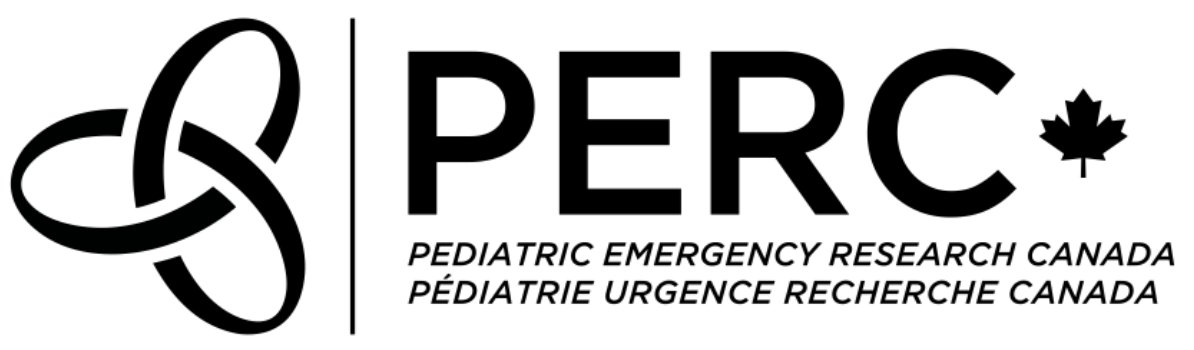 PERC
PEDIATRIC EMERGENCY RESEARCH CANADA
PÉDIATRIE URGENCE RECHERCHE CANADA